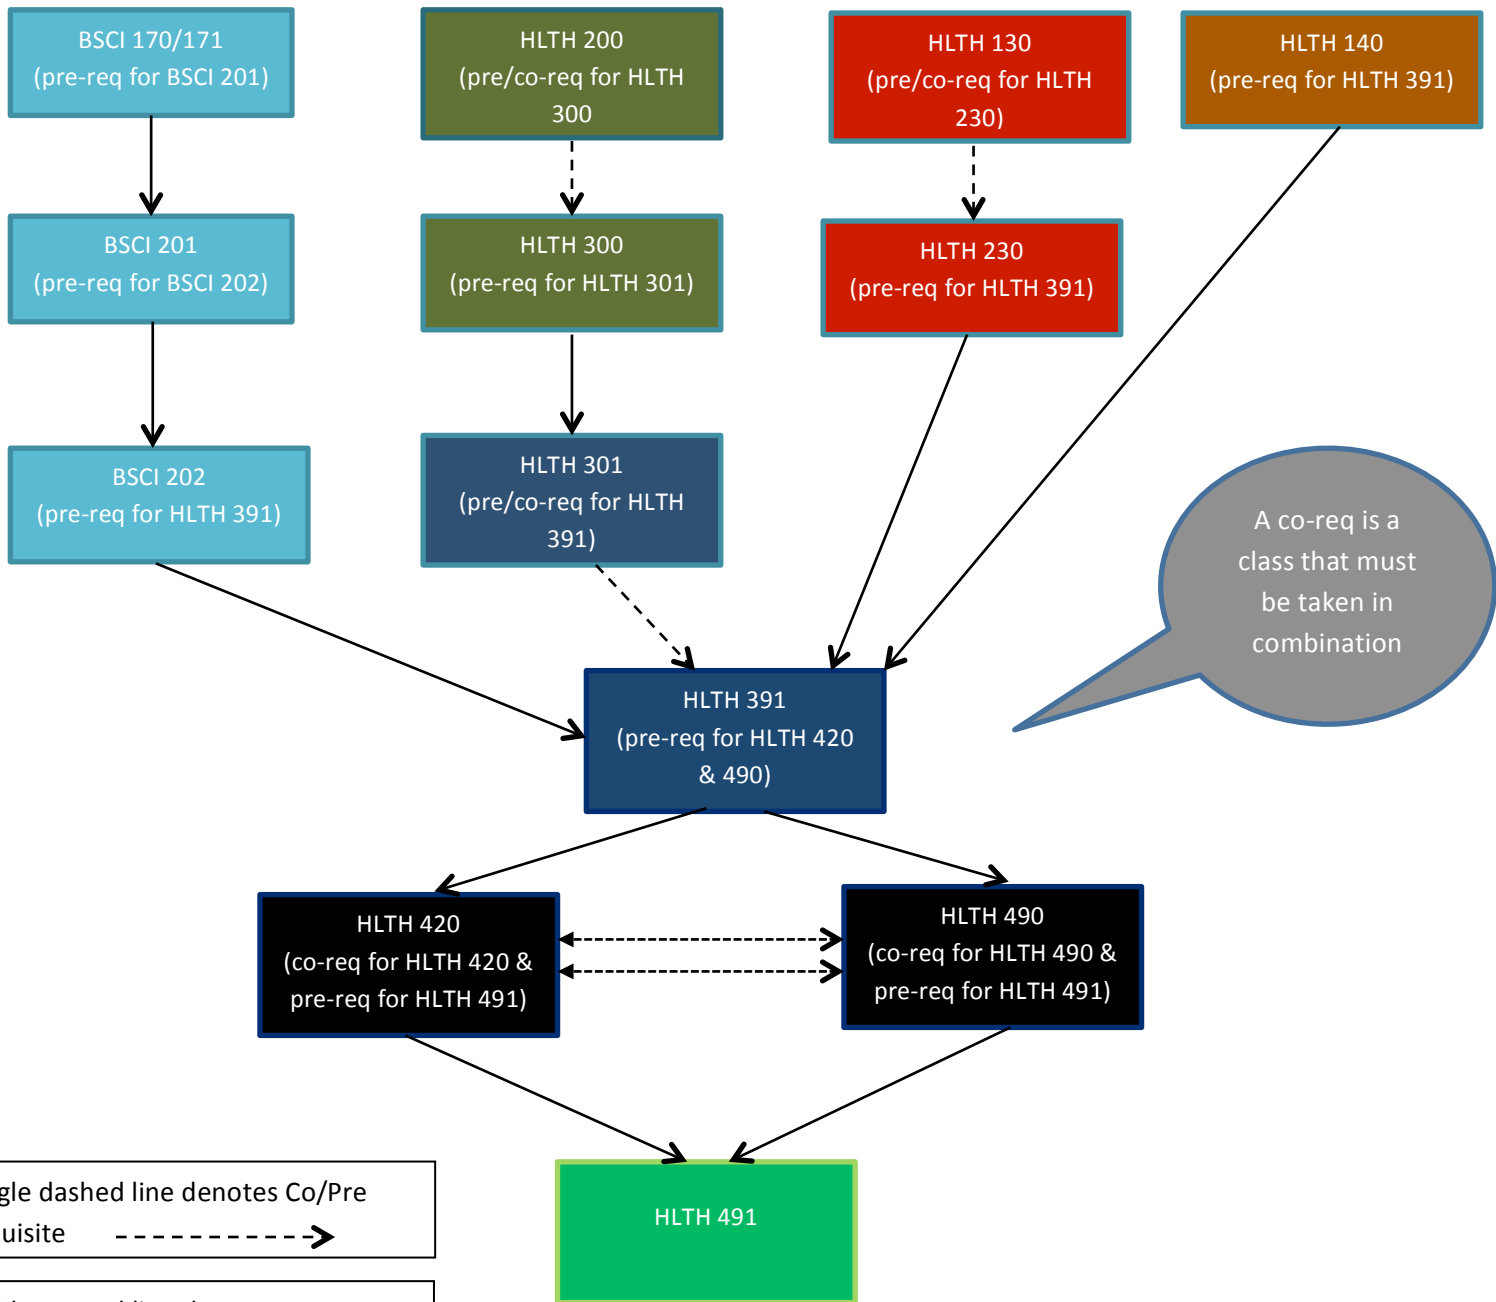 BSCI 170/171
(pre-req for BSCI 201)
HLTH 200
(pre/co-req for HLTH
300
HLTH 130
(pre/co-req for HLTH
230)
HLTH 140
(pre-req for HLTH 391)
BSCI 201
(pre-req for BSCI 202)
HLTH 300
(pre-req for HLTH 301)
HLTH 230
(pre-req for HLTH 391)
BSCI 202
(pre-req for HLTH 391)
HLTH 301
(pre/co-req for HLTH
391)
A co-req is a
class that must
be taken in
combination
HLTH 391
(pre-req for HLTH 420
& 490)
HLTH 420
(co-req for HLTH 420 &
pre-req for HLTH 491)
HLTH 490
(co-req for HLTH 490 &
pre-req for HLTH 491)
HLTH 491
gle dashed line denotes Co/Pre
uisite